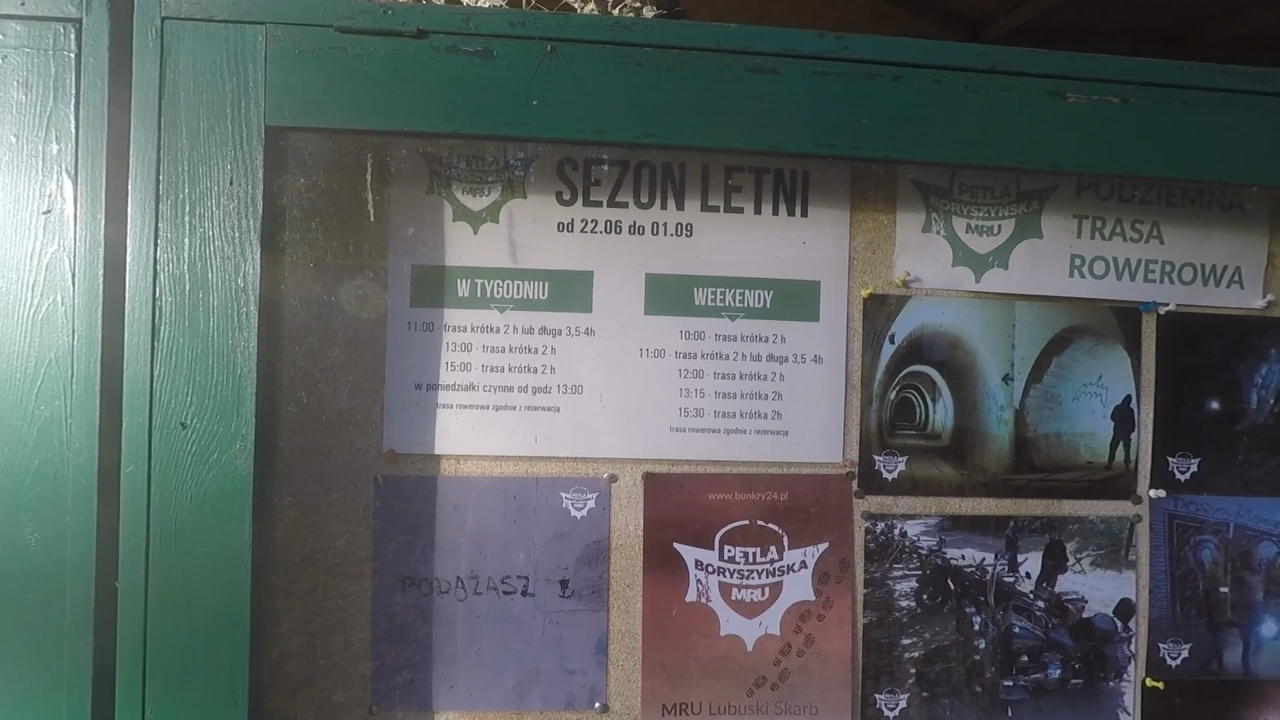 PĘTLA
BORYSZYŃSKA
MRU
SEZON LETNI
od 22.06 do 01.09
W TYGODNIU
11:00 - trasa krótka 2 h lub długa 3,5-4h
13:00 - trasa krótka 2 h
15:00 - trasa krótka 2 h
w poniedziałki czynne od godz 13:00
trasa rowerowa zgodnie z rezerwacją
WEEKENDY
10:00 - trasa krótka 2 h
11:00 - trasa krótka 2 h lub długa 3,5 -4h
12:00 - trasa krótka 2 h
13:15 - trasa krótka 2h
15:30 - trasa krótka 2h
trasa rowerowa zgodnie z rezerwacją
PĘTLA
BORYSZYŃSKA
MRU
PODZIEMNA
TRASA
ROWEROWA
PODĄŻASZ
www.bunkry24.pl
PĘTLA
BORYSZYŃSKA
MRU
MRU Lubuski Skarb